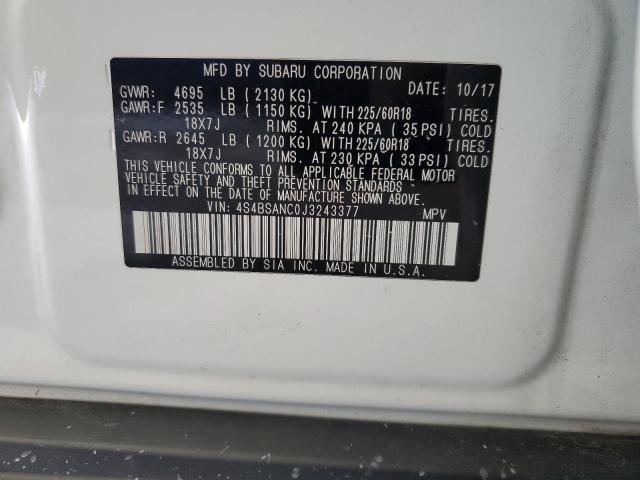 MFD BY SUBARU CORPORATION
GVWR: 4695 LB ( 2130 KG) DATE: 10/17
GAWR:F 2535 LB ( 1150 KG) WITH 225/60R18 TIRES.
18X7J RIMS. AT 240 KPA ( 35 PSI) COLD
GAWR:R 2645 LB ( 1200 KG) WITH 225/60R18 TIRES.
18X7J RIMS. AT 230 KPA ( 33 PSI) COLD
THIS VEHICLE CONFORMS TO ALL APPLICABLE FEDERAL MOTOR
VEHICLE SAFETY AND THEFT PREVENTION STANDARDS
IN EFFECT ON THE DATE OF MANUFACTURE SHOWN ABOVE.
VIN: 4S4BSANC0J3243377 MPV
ASSEMBLED BY SIA INC. MADE IN U.S.A.